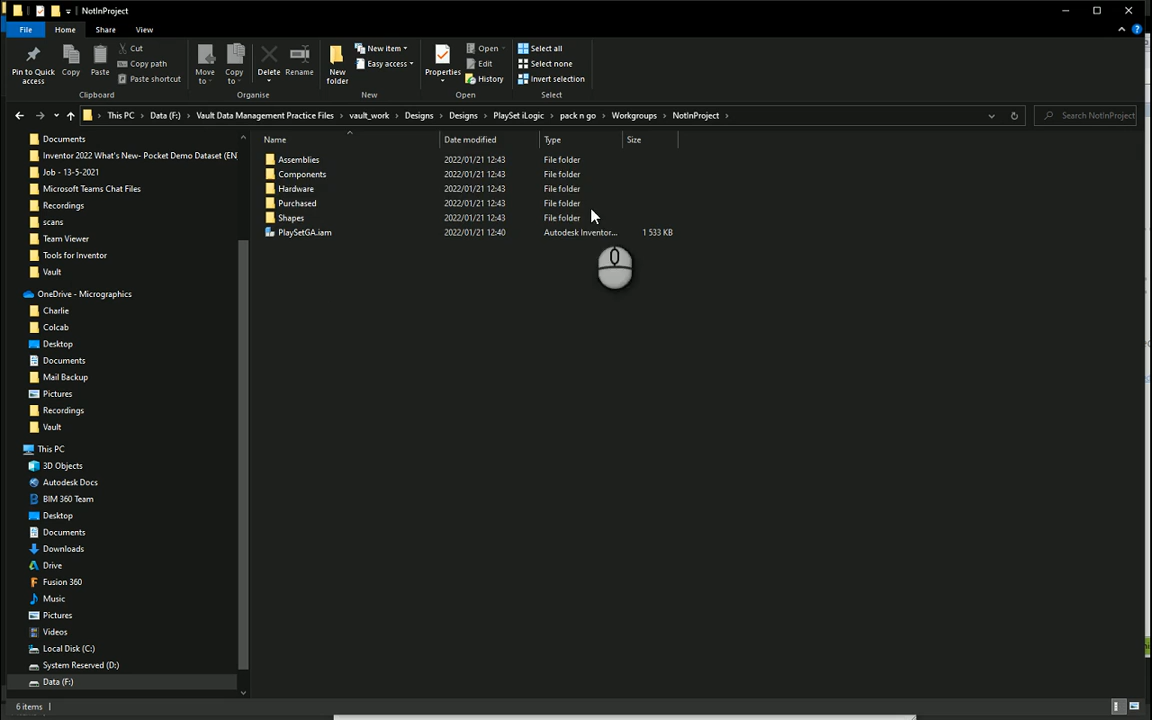 NotInProject
File Home Share View
Pin to Quick access
Copy
Paste
Cut
Copy path
Paste shortcut
Clipboard
Move to
Copy to
Delete
Rename
Organise
New folder
New item
Easy access
New
Properties
Open
Edit
History
Open
Select all
Select none
Invert selection
Select
This PC › Data (F:) › Vault Data Management Practice Files › vault_work › Designs › Designs › PlaySet iLogic › pack n go › Workgroups › NotInProject ›
Search NotInProject
Documents
Inventor 2022 What's New- Pocket Demo Dataset (EN
Job - 13-5-2021
Microsoft Teams Chat Files
Recordings
scans
Team Viewer
Tools for Inventor
Vault
OneDrive - Micrographics
Charlie
Colcab
Desktop
Documents
Mail Backup
Pictures
Recordings
Vault
This PC
3D Objects
Autodesk Docs
BIM 360 Team
Desktop
Documents
Downloads
Drive
Fusion 360
Music
Pictures
Videos
Local Disk (C:)
System Reserved (D:)
Data (F:)
Name Date modified Type Size
Assemblies 2022/01/21 12:43 File folder
Components 2022/01/21 12:43 File folder
Hardware 2022/01/21 12:43 File folder
Purchased 2022/01/21 12:43 File folder
Shapes 2022/01/21 12:43 File folder
PlaySetGA.iam 2022/01/21 12:40 Autodesk Inventor... 1 533 KB
6 items